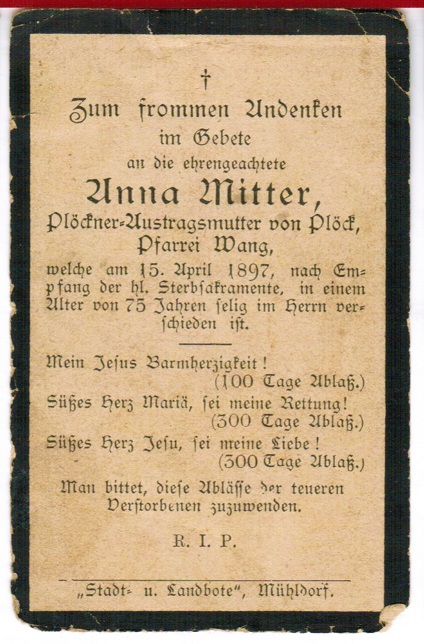 †
Zum frommen Andenken
im Gebete
an die ehrengeachtete
Anna Mitter,
Plöckner-Austragsmutter von Plöck,
Pfarrei Wang,
welche am 15. April 1897, nach Em-
pfang der hl. Sterbsakramente, in einem
Alter von 75 Jahren selig im Herrn ver-
schieden ist.
Mein Jesus Barmherzigkeit!
(100 Tage Ablaß.)
Süßes Herz Mariä, sei meine Rettung!
(300 Tage Ablaß.)
Süßes Herz Jesu, sei meine Liebe!
(300 Tage Ablaß.)
Man bittet, diese Ablässe der teueren
Verstorbenen zuzuwenden.
R. I. P.
„Stadt- u. Landbote“, Mühldorf.